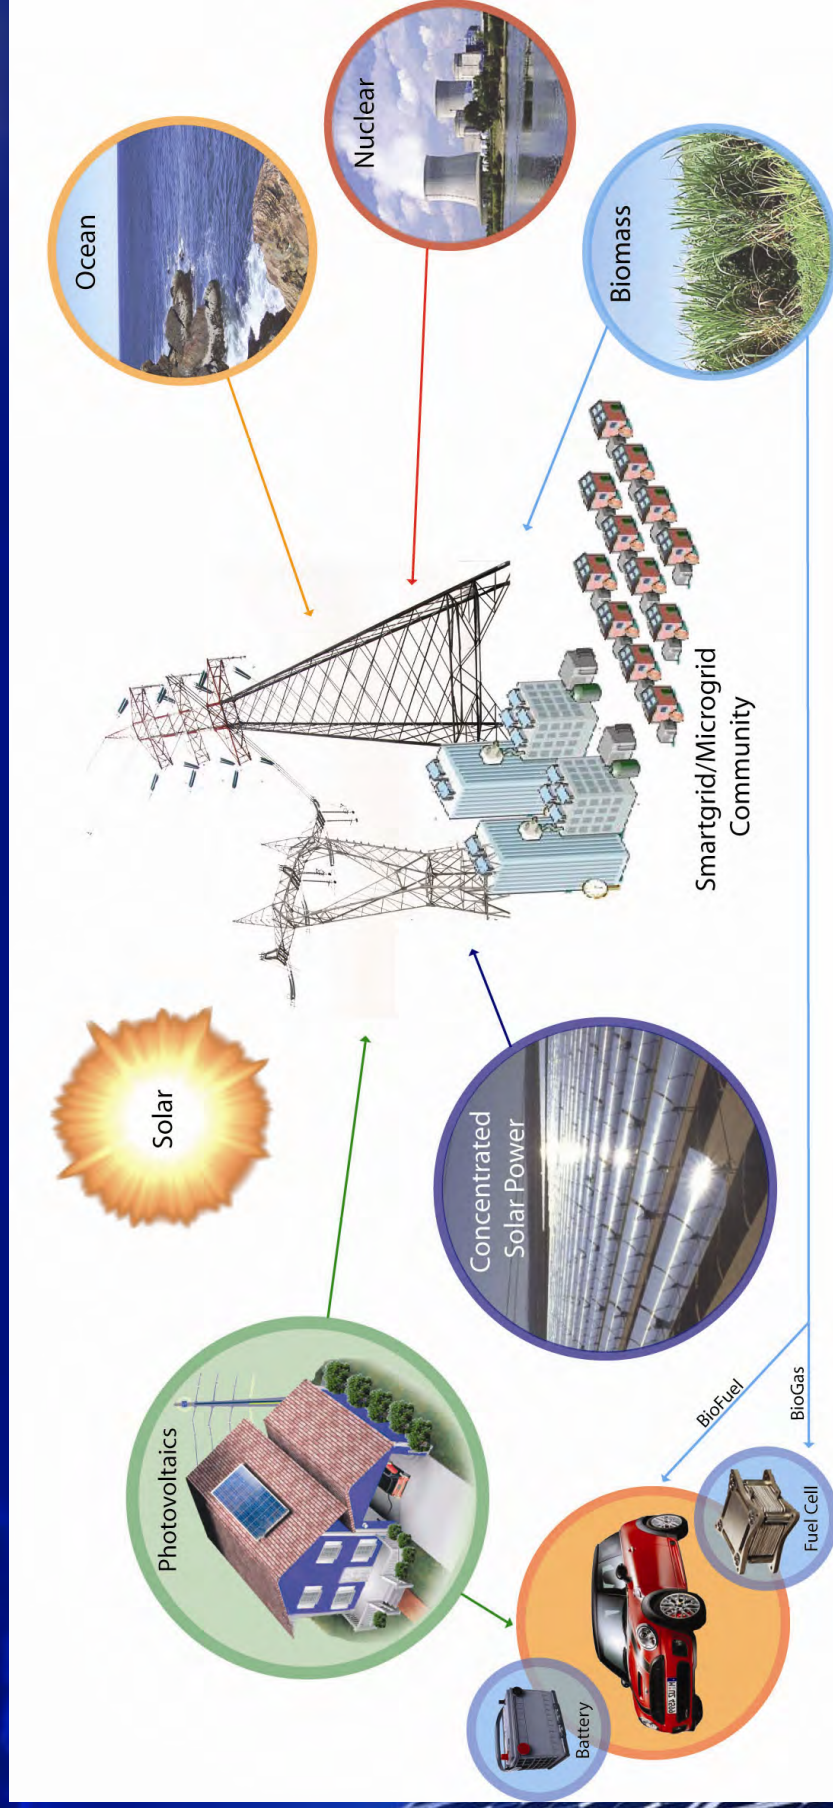 Photovoltaics
Solar
Ocean
Nuclear
Concentrated
Solar Power
Biomass
Smartgrid/Microgrid
Community
Battery
Fuel Cell
BioFuel
BioGas